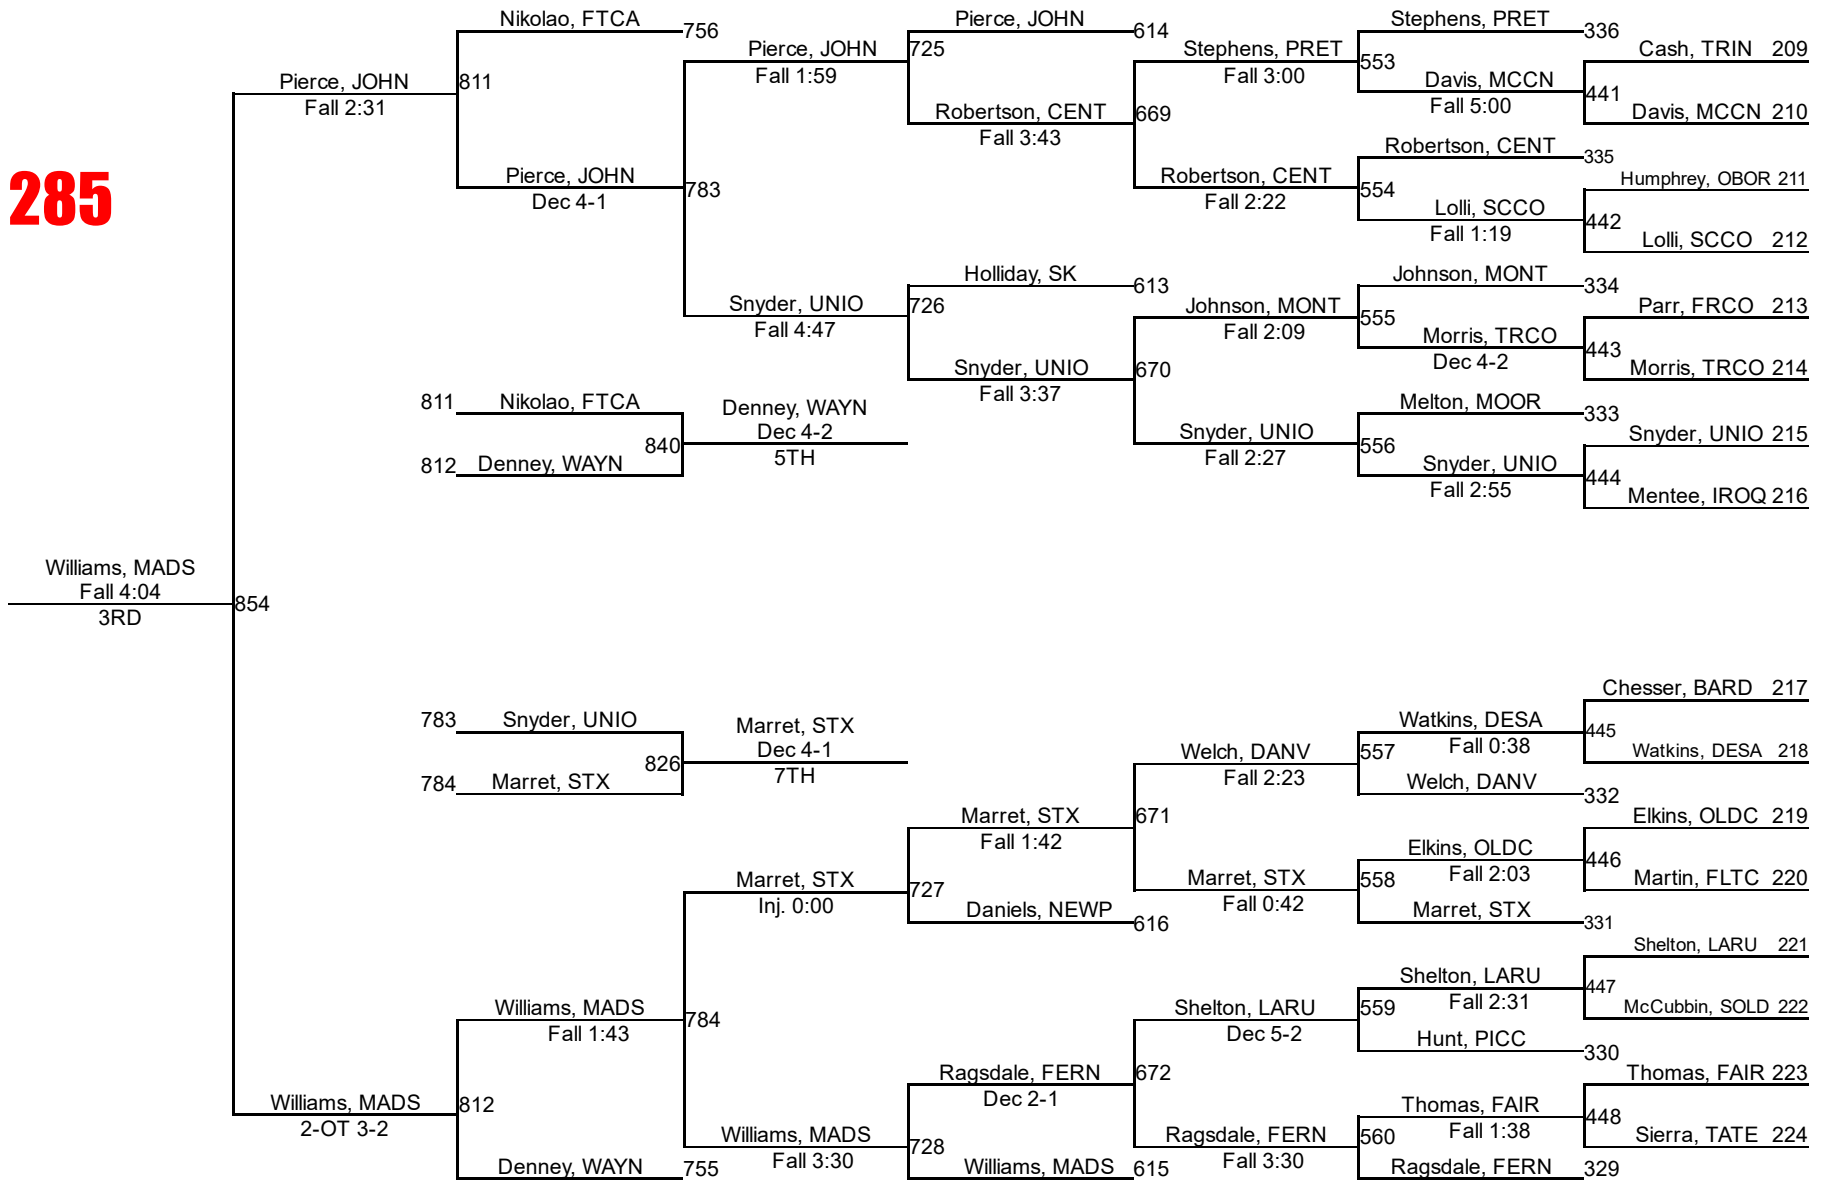 285
Williams, MADS
Fall 4:04
3RD
854
Pierce, JOHN
Fall 2:31
811
Nikolao, FTCA
756
Pierce, JOHN
Dec 4-1
783
Pierce, JOHN
Fall 1:59
725
Pierce, JOHN
614
Robertson, CENT
Fall 3:43
669
Stephens, PRET
Fall 3:00
553
Stephens, PRET
336
Davis, MCCN
Fall 5:00
441
Cash, TRIN 209
Davis, MCCN 210
Robertson, CENT
Fall 2:22
554
Robertson, CENT
335
Lolli, SCCO
Fall 1:19
442
Humphrey, OBOR 211
Lolli, SCCO 212
Snyder, UNIO
Fall 4:47
726
Holliday, SK
613
Snyder, UNIO
Fall 3:37
670
Johnson, MONT
Fall 2:09
555
Johnson, MONT
334
Morris, TRCO
Dec 4-2
443
Parr, FRCO 213
Morris, TRCO 214
Snyder, UNIO
Fall 2:27
556
Melton, MOOR
333
Snyder, UNIO
Fall 2:55
444
Snyder, UNIO 215
Mentee, IROQ 216
811 Nikolao, FTCA
812 Denney, WAYN
840
Denney, WAYN
Dec 4-2
5TH
783 Snyder, UNIO
784 Marret, STX
826
Marret, STX
Dec 4-1
7TH
Williams, MADS
2-OT 3-2
812
Williams, MADS
Fall 1:43
784
Denney, WAYN
755
Marret, STX
Inj. 0:00
727
Marret, STX
Fall 1:42
671
Daniels, NEWP
616
Welch, DANV
Fall 2:23
557
Watkins, DESA
Fall 0:38
445
Chesser, BARD 217
Watkins, DESA 218
Welch, DANV
332
Marret, STX
Fall 0:42
558
Elkins, OLDC
Fall 2:03
446
Elkins, OLDC 219
Martin, FLTC 220
Marret, STX
331
Williams, MADS
Fall 3:30
728
Ragsdale, FERN
Dec 2-1
672
Williams, MADS
615
Shelton, LARU
Dec 5-2
559
Shelton, LARU
Fall 2:31
447
Shelton, LARU 221
McCubbin, SOLD 222
Hunt, PICC
330
Ragsdale, FERN
Fall 3:30
560
Thomas, FAIR
Fall 1:38
448
Thomas, FAIR 223
Sierra, TATE 224
Ragsdale, FERN
329